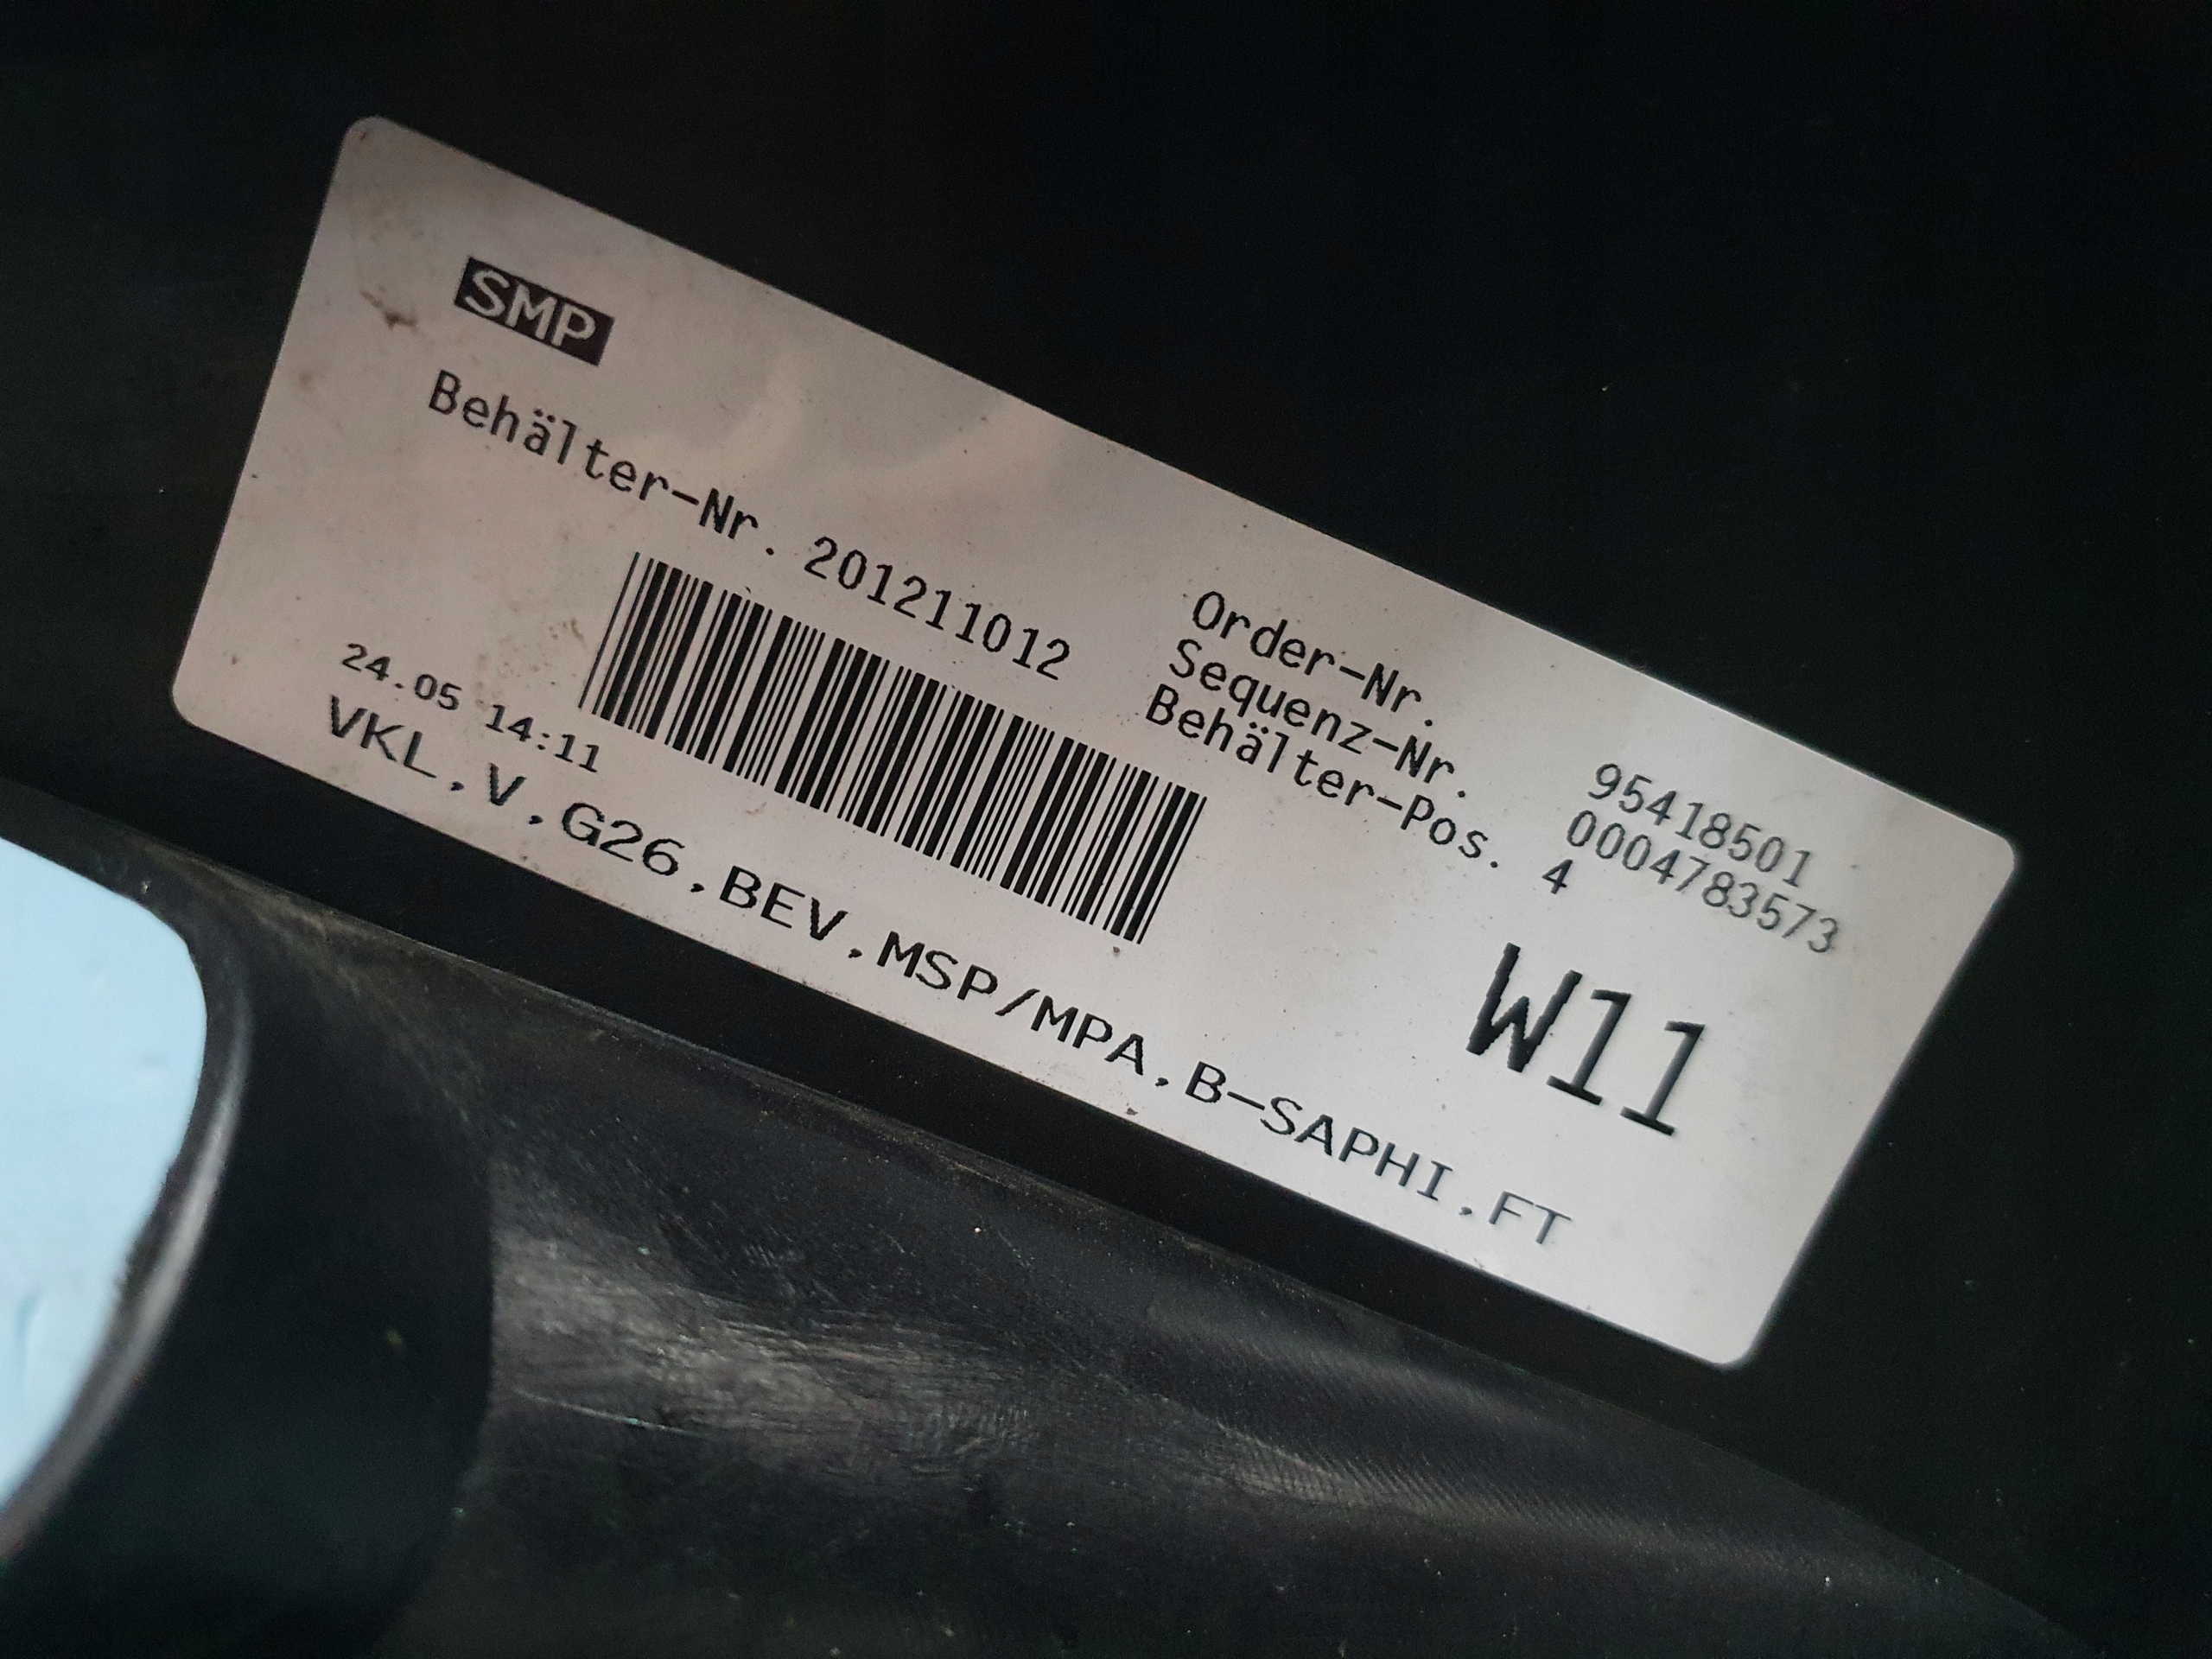 SMP
Behälter-Nr. 201211012
Order-Nr. 95418501
Sequenz-Nr. 0004783573
Behälter-Pos. 4
W11
24.05 14:11
VKL,V,G26,BEV,MSP/MPA,B-SAPHI,FT